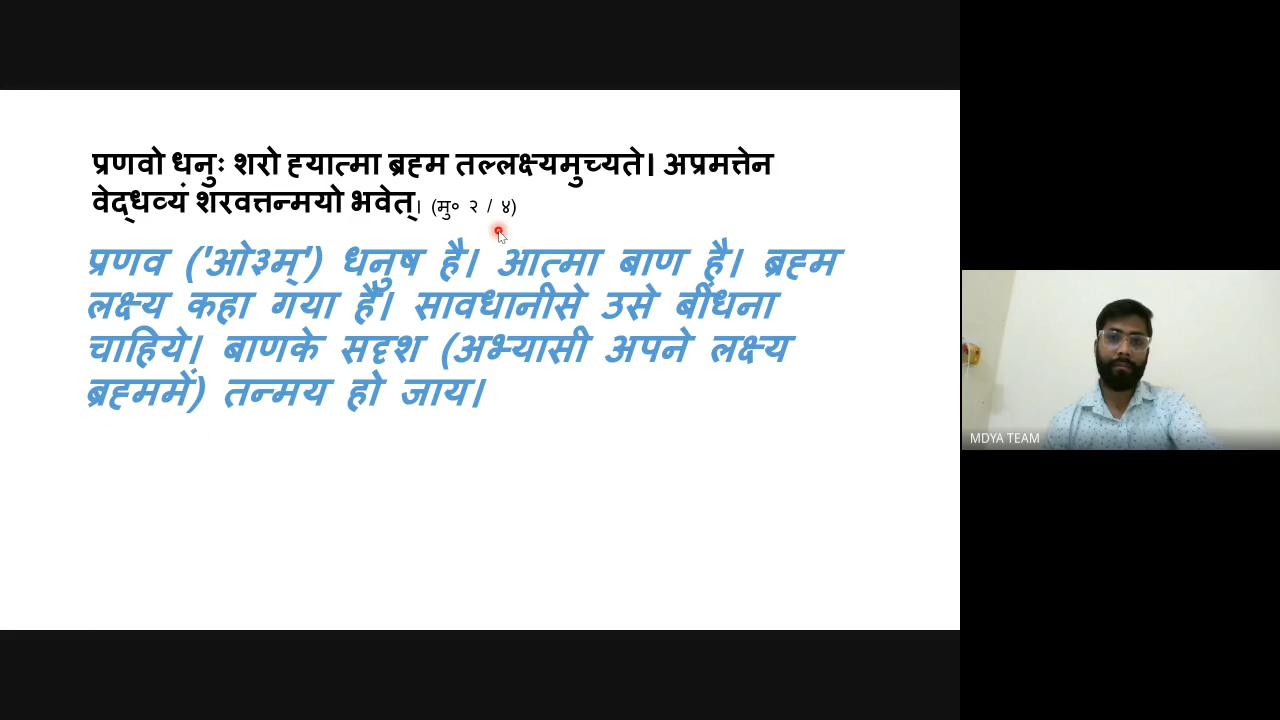 प्रणवो धनुः शरो ह्यात्मा ब्रह्म तल्लक्ष्यमुच्यते। अप्रमत्तेन
वेद्धव्यं शरवत्तन्मयो भवेत्। (मु० २ / ४)
प्रणव ('ओ३म्') धनुष है। आत्मा बाण है। ब्रह्म
लक्ष्य कहा गया है। सावधानीसे उसे बींधना
चाहिये। बाणके सदृश (अभ्यासी अपने लक्ष्य
ब्रह्ममें) तन्मय हो जाय।
MDYA TEAM